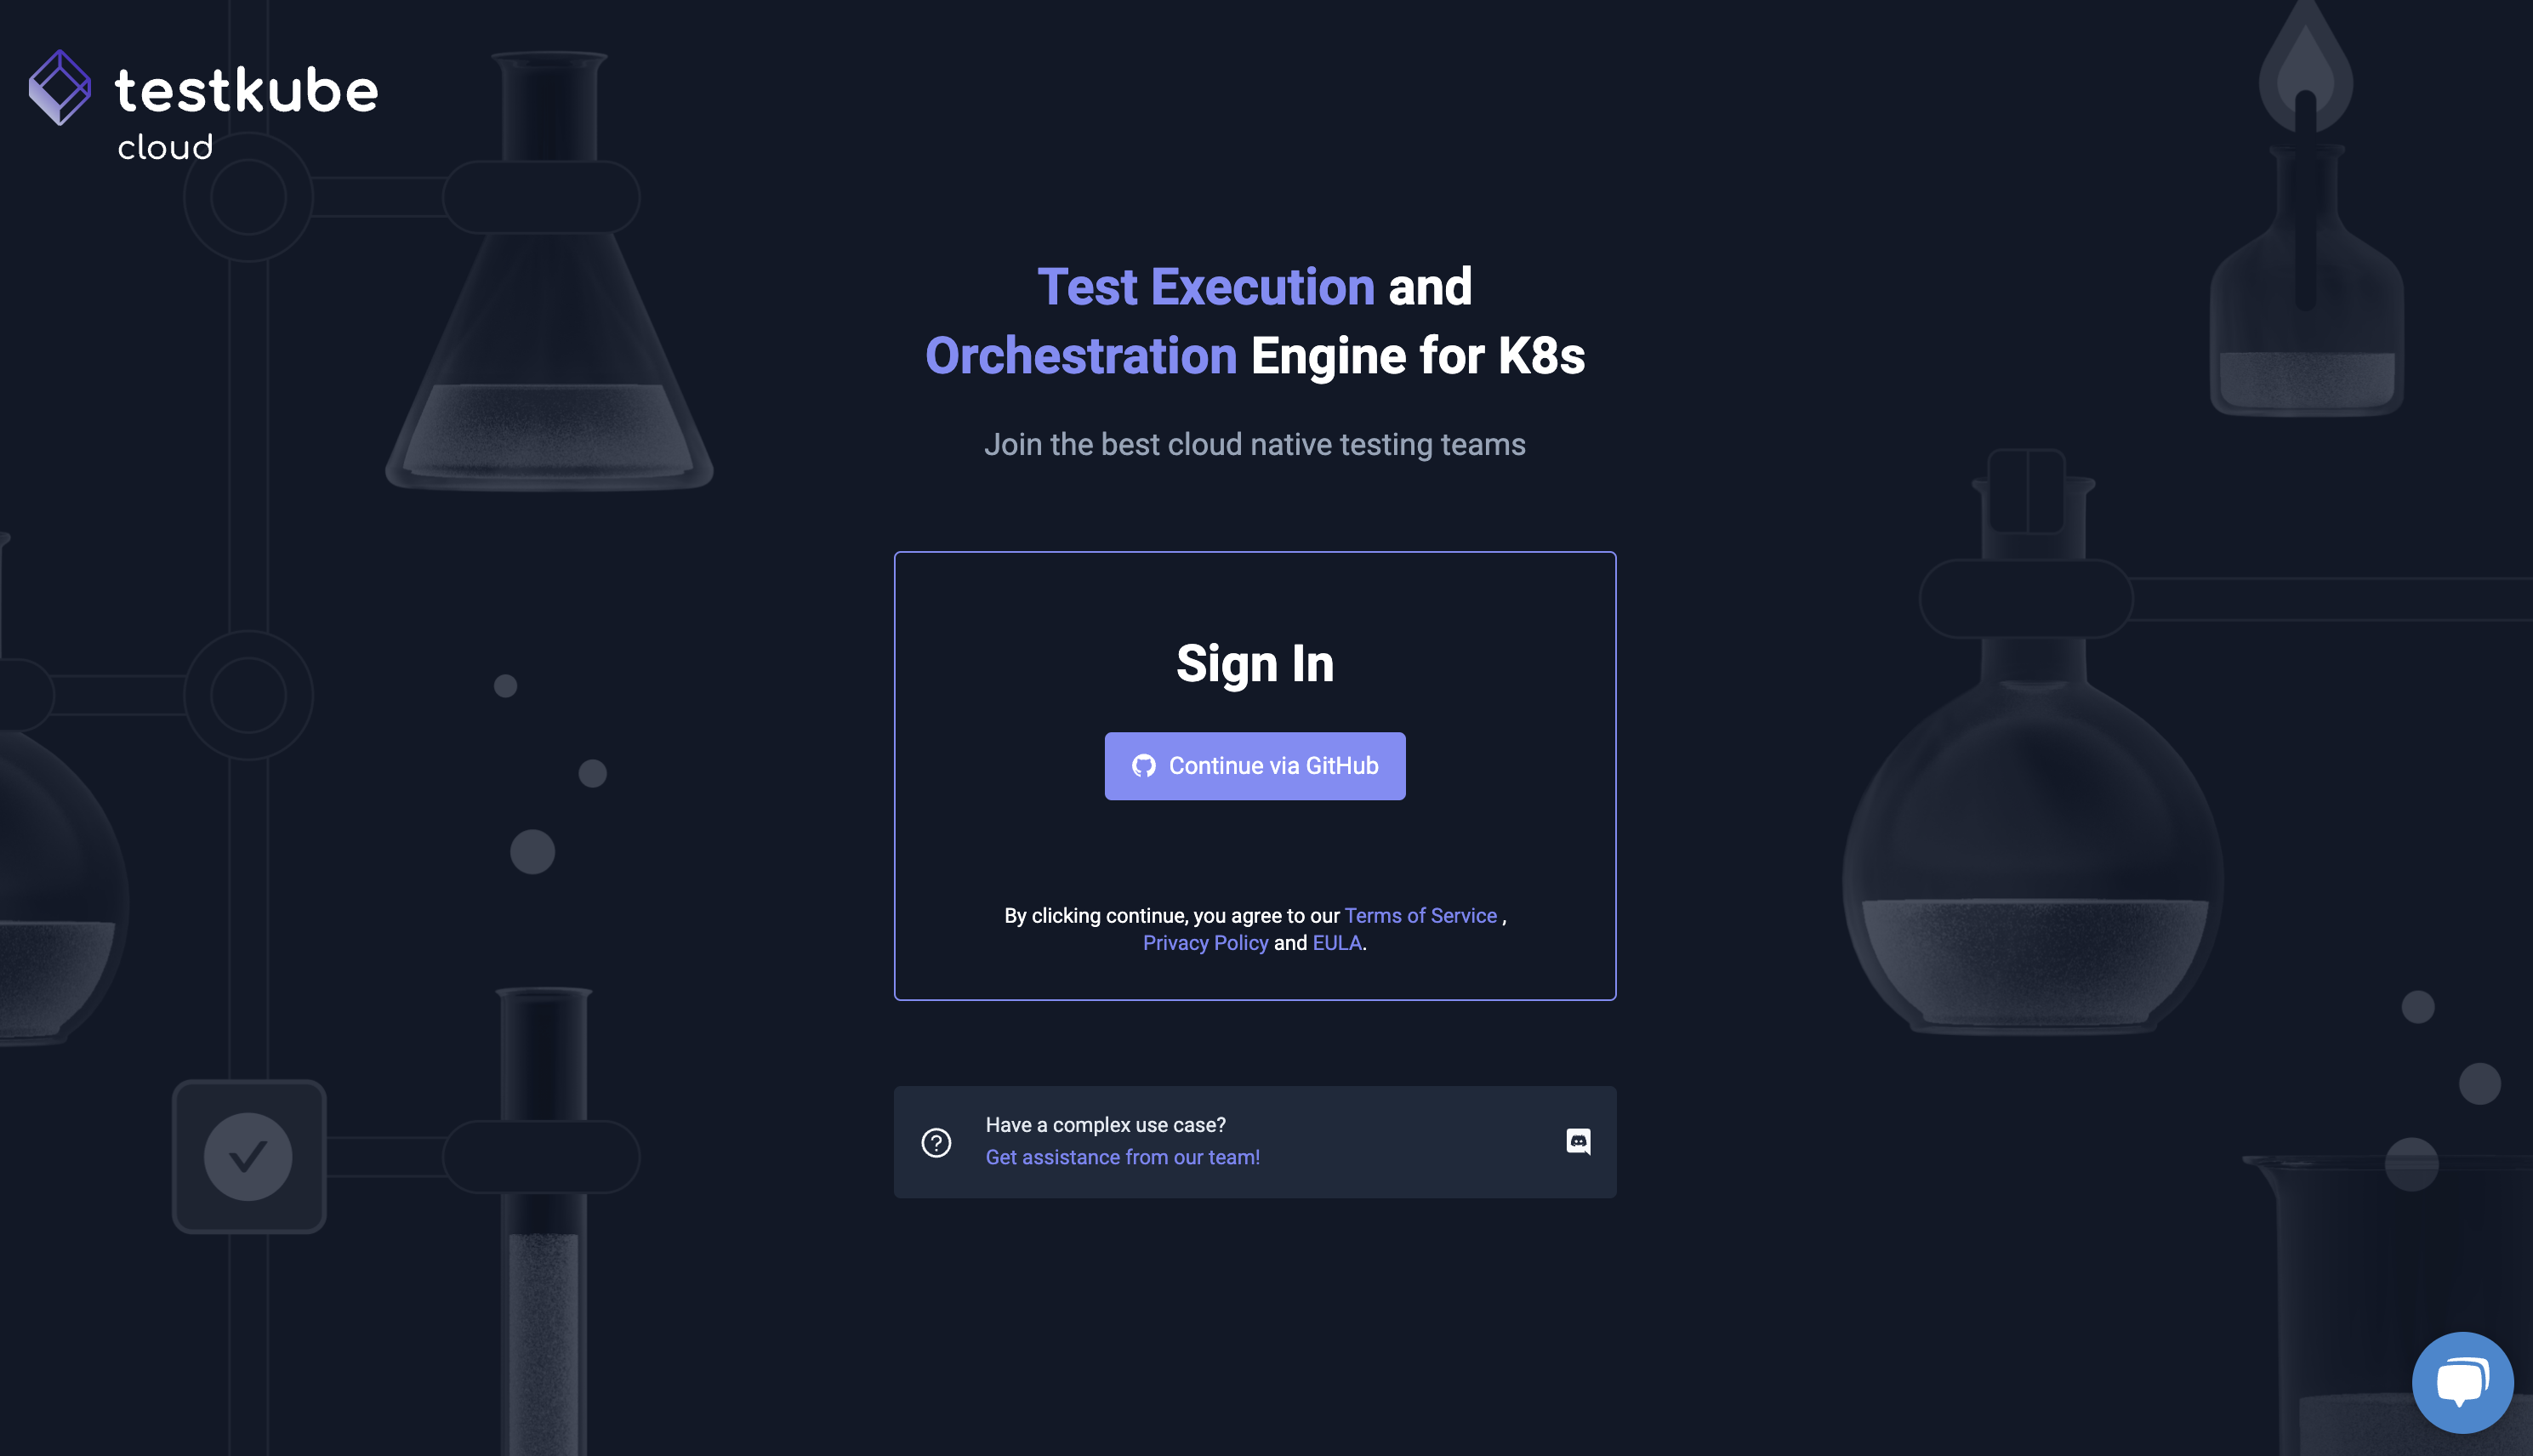 testkube
cloud
Test Execution and
Orchestration Engine for K8s
Join the best cloud native testing teams
Sign In
Continue via GitHub
By clicking continue, you agree to our Terms of Service ,
Privacy Policy and EULA.
Have a complex use case?
Get assistance from our team!